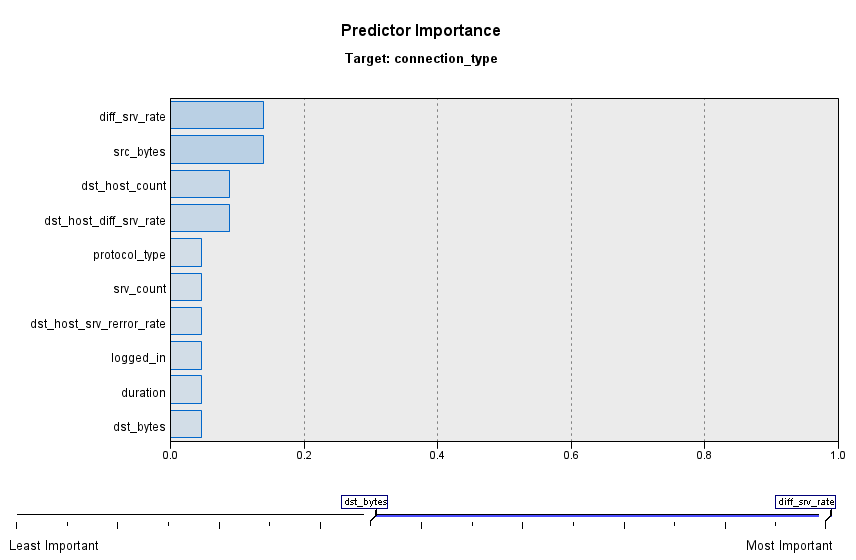 Predictor Importance
Target: connection_type
diff_srv_rate
src_bytes
dst_host_count
dst_host_diff_srv_rate
protocol_type
srv_count
dst_host_srv_rerror_rate
logged_in
duration
dst_bytes
0.0 0.2 0.4 0.6 0.8 1.0
dst_bytes diff_srv_rate
Least Important Most Important